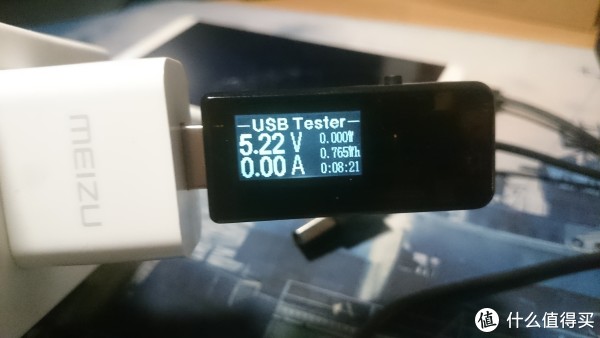 MEIZU
USB Tester
5.22 V
0.000W
0.765Wh
0.00 A
0:08:21
值 什么值得买